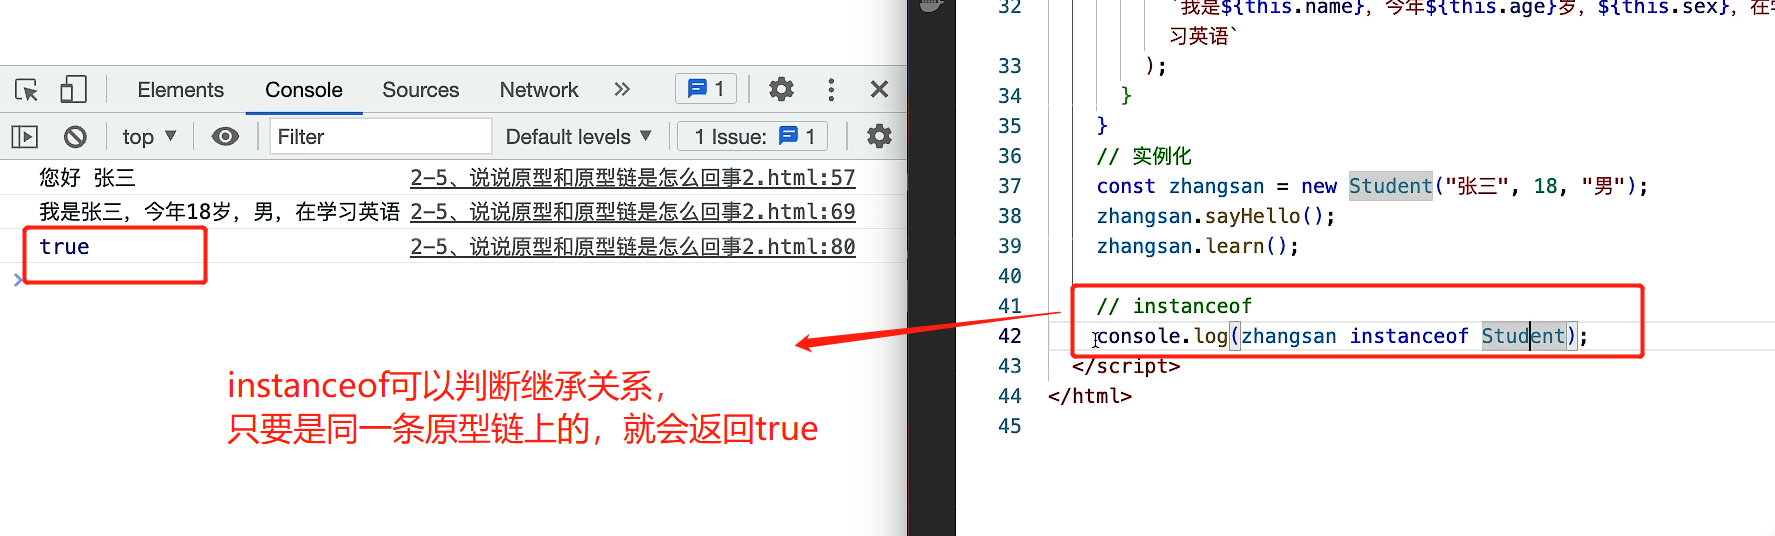 Elements Console Sources Network » 1
top ▼ Filter Default levels ▼ 1 Issue: 1
您好 张三 2-5、说说原型和原型链是怎么回事2.html:57
我是张三，今年18岁，男，在学习英语 2-5、说说原型和原型链是怎么回事2.html:69
true 2-5、说说原型和原型链是怎么回事2.html:80
>
instanceof可以判断继承关系，
只要是同一条原型链上的，就会返回true
32 `我是${this.name}，今年${this.age}岁，${this.sex}，在学
习英语`
33 );
34 }
35 }
36 // 实例化
37 const zhangsan = new Student("张三", 18, "男");
38 zhangsan.sayHello();
39 zhangsan.learn();
40
41 // instanceof
42 console.log(zhangsan instanceof Student);
43 </script>
44 </html>
45